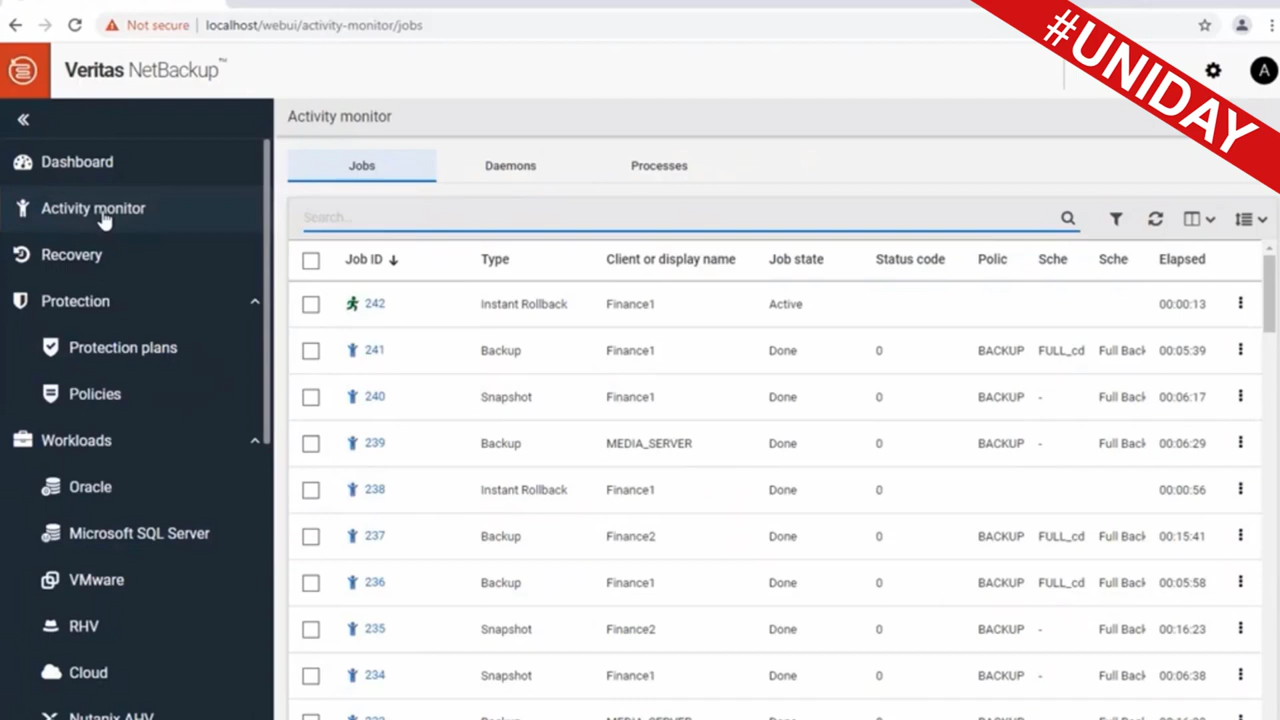 Not secure | localhost/webui/activity-monitor/jobs
#UNIDAY
Veritas NetBackup™
A
Activity monitor
Dashboard
Activity monitor
Recovery
Protection
Protection plans
Policies
Workloads
Oracle
Microsoft SQL Server
VMware
RHV
Cloud
Nutanix AHV
Jobs Daemons Processes
Search...
Job ID Type Client or display name Job state Status code Polic Sche Sche Elapsed
242 Instant Rollback Finance1 Active 00:00:13
241 Backup Finance1 Done 0 BACKUP FULL_cd Full Back 00:05:39
240 Snapshot Finance1 Done 0 BACKUP - Full Back 00:06:17
239 Backup MEDIA_SERVER Done 0 BACKUP - Full Back 00:06:29
238 Instant Rollback Finance1 Done 0 00:00:56
237 Backup Finance2 Done 0 BACKUP FULL_cd Full Back 00:15:41
236 Backup Finance1 Done 0 BACKUP FULL_cd Full Back 00:05:58
235 Snapshot Finance2 Done 0 BACKUP - Full Back 00:16:23
234 Snapshot Finance1 Done 0 BACKUP - Full Back 00:06:38